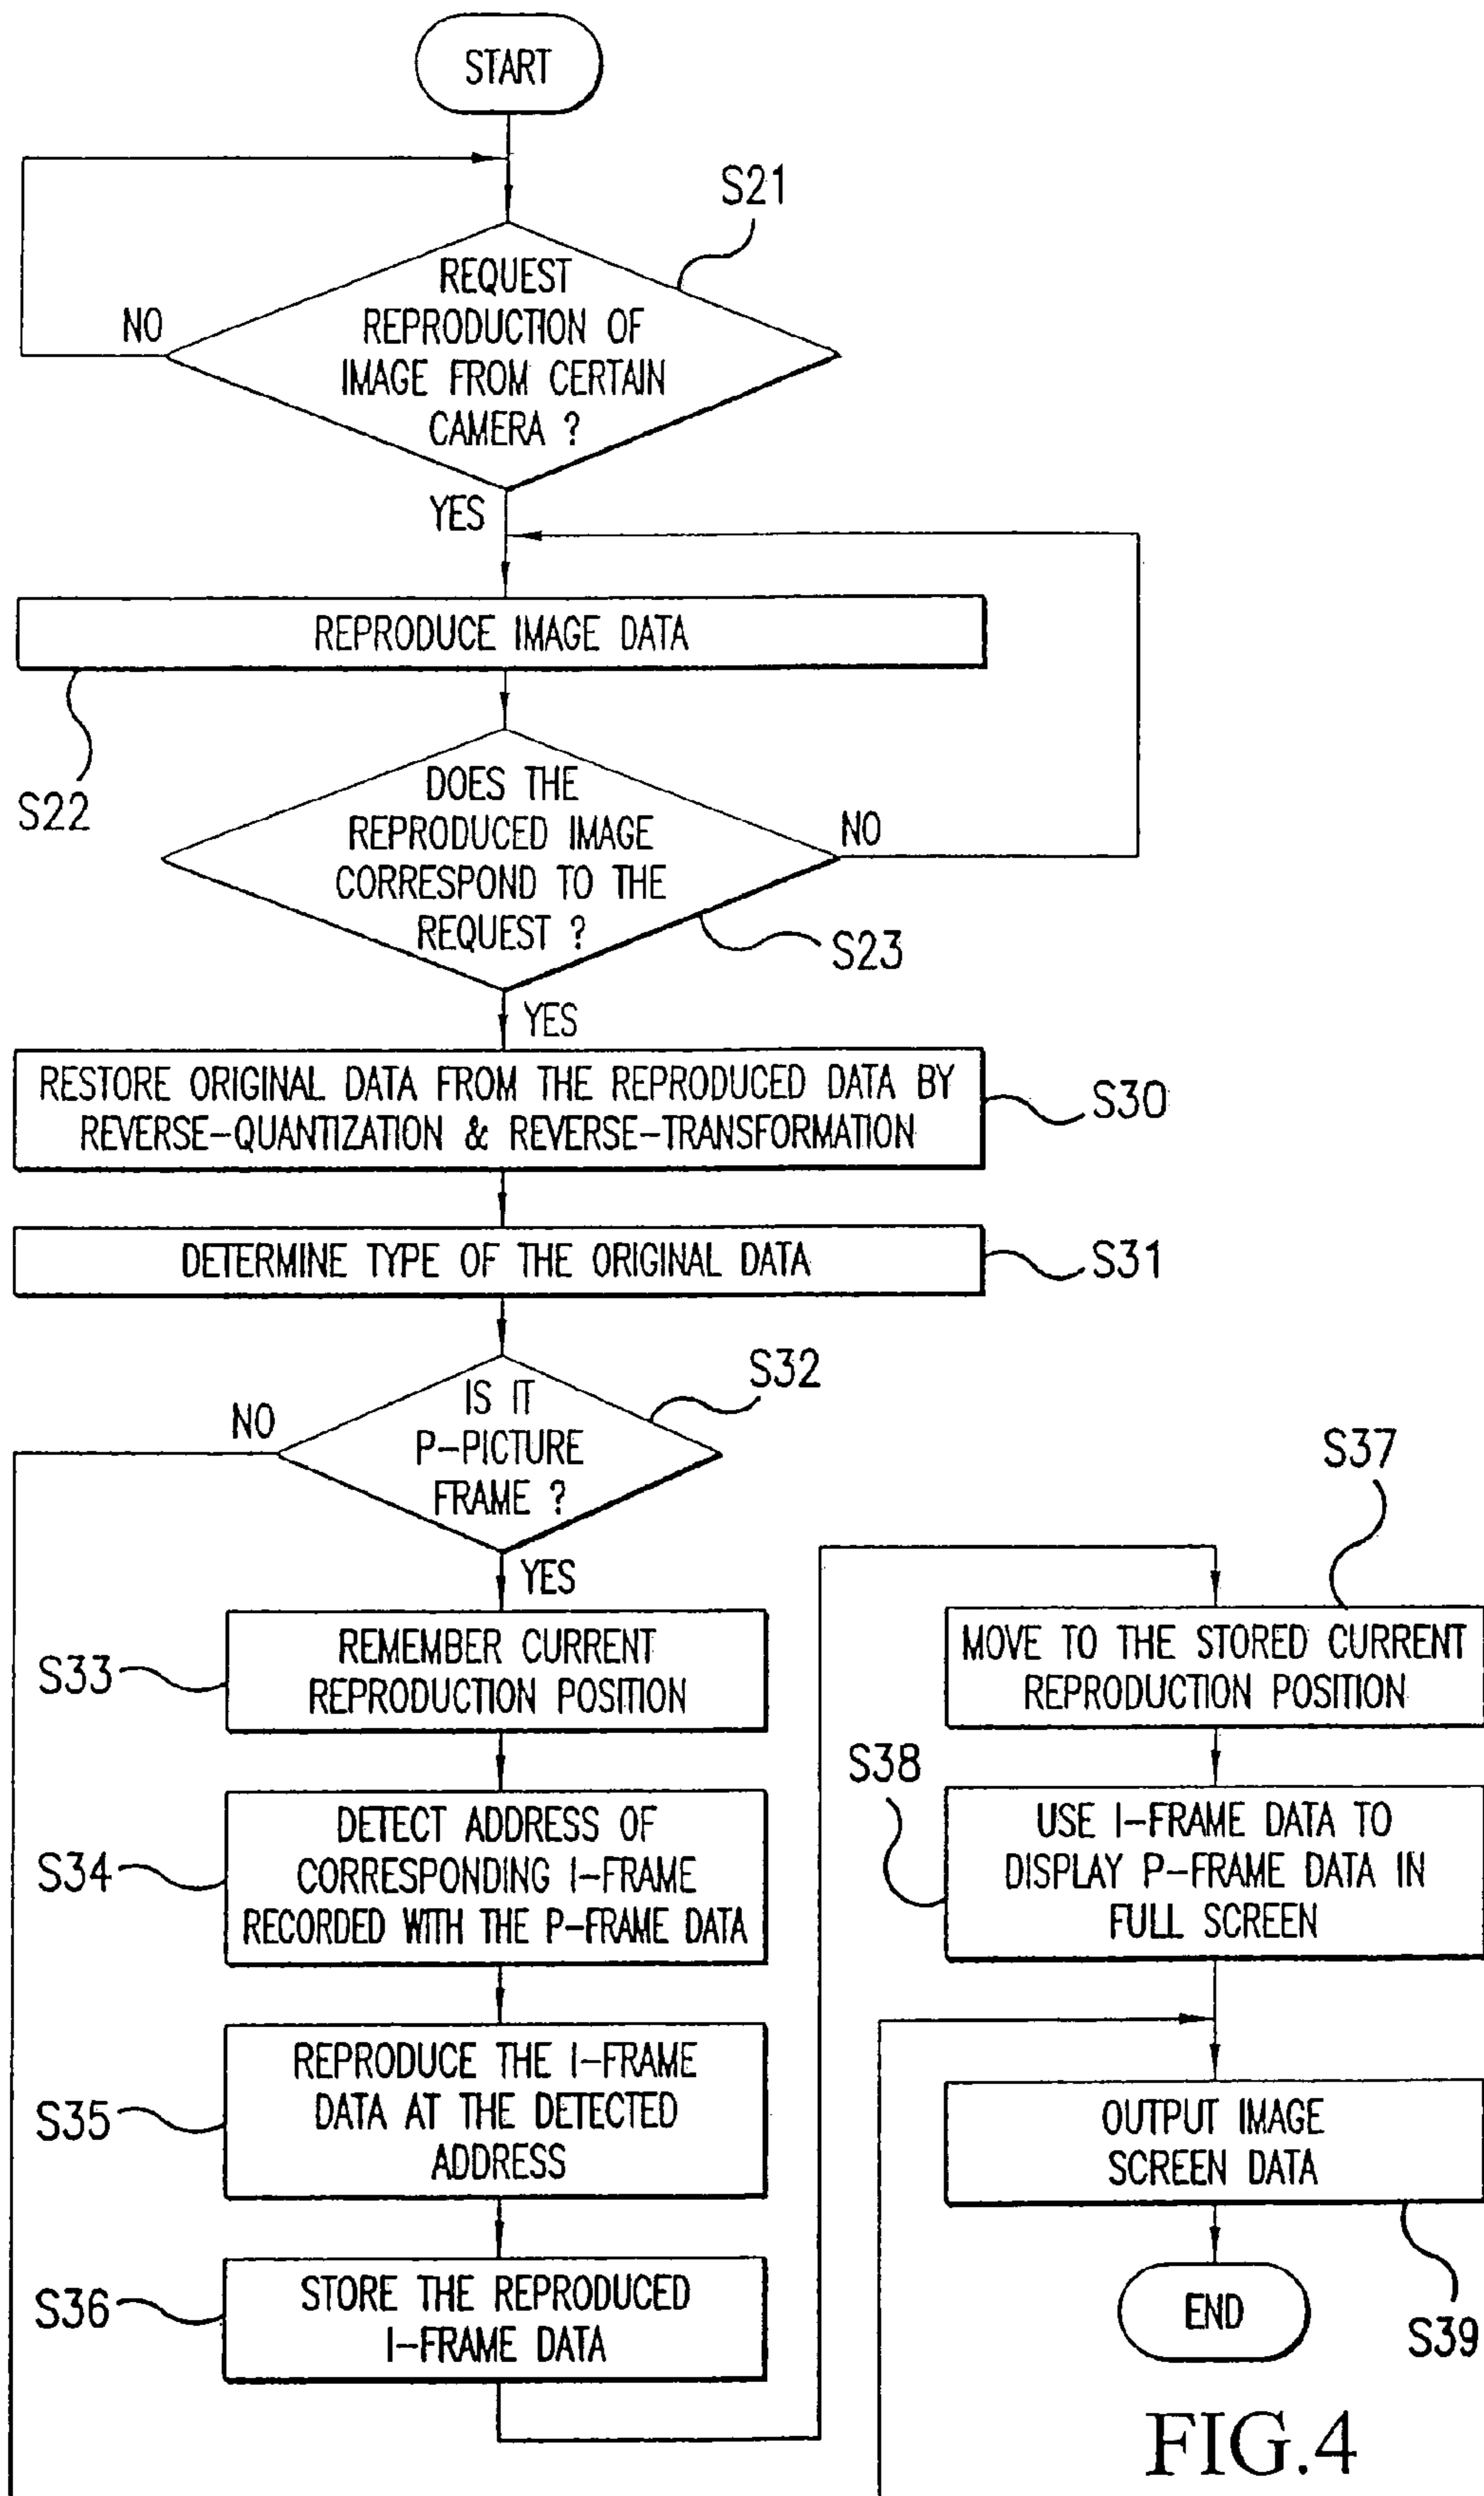 START
S21
REQUEST
REPRODUCTION OF
IMAGE FROM CERTAIN
CAMERA ?
NO
YES
REPRODUCE IMAGE DATA
S22
DOES THE
REPRODUCED IMAGE
CORRESPOND TO THE
REQUEST ?
NO
S23
YES
RESTORE ORIGINAL DATA FROM THE REPRODUCED DATA BY
REVERSE-QUANTIZATION & REVERSE-TRANSFORMATION
S30
DETERMINE TYPE OF THE ORIGINAL DATA
S31
IS IT
P-PICTURE
FRAME ?
S32
NO
YES
REMEMBER CURRENT
REPRODUCTION POSITION
S33
DETECT ADDRESS OF
CORRESPONDING I-FRAME
RECORDED WITH THE P-FRAME DATA
S34
REPRODUCE THE I-FRAME
DATA AT THE DETECTED
ADDRESS
S35
STORE THE REPRODUCED
I-FRAME DATA
S36
S37
MOVE TO THE STORED CURRENT
REPRODUCTION POSITION
S38
USE I-FRAME DATA TO
DISPLAY P-FRAME DATA IN
FULL SCREEN
OUTPUT IMAGE
SCREEN DATA
S39
END
FIG.4